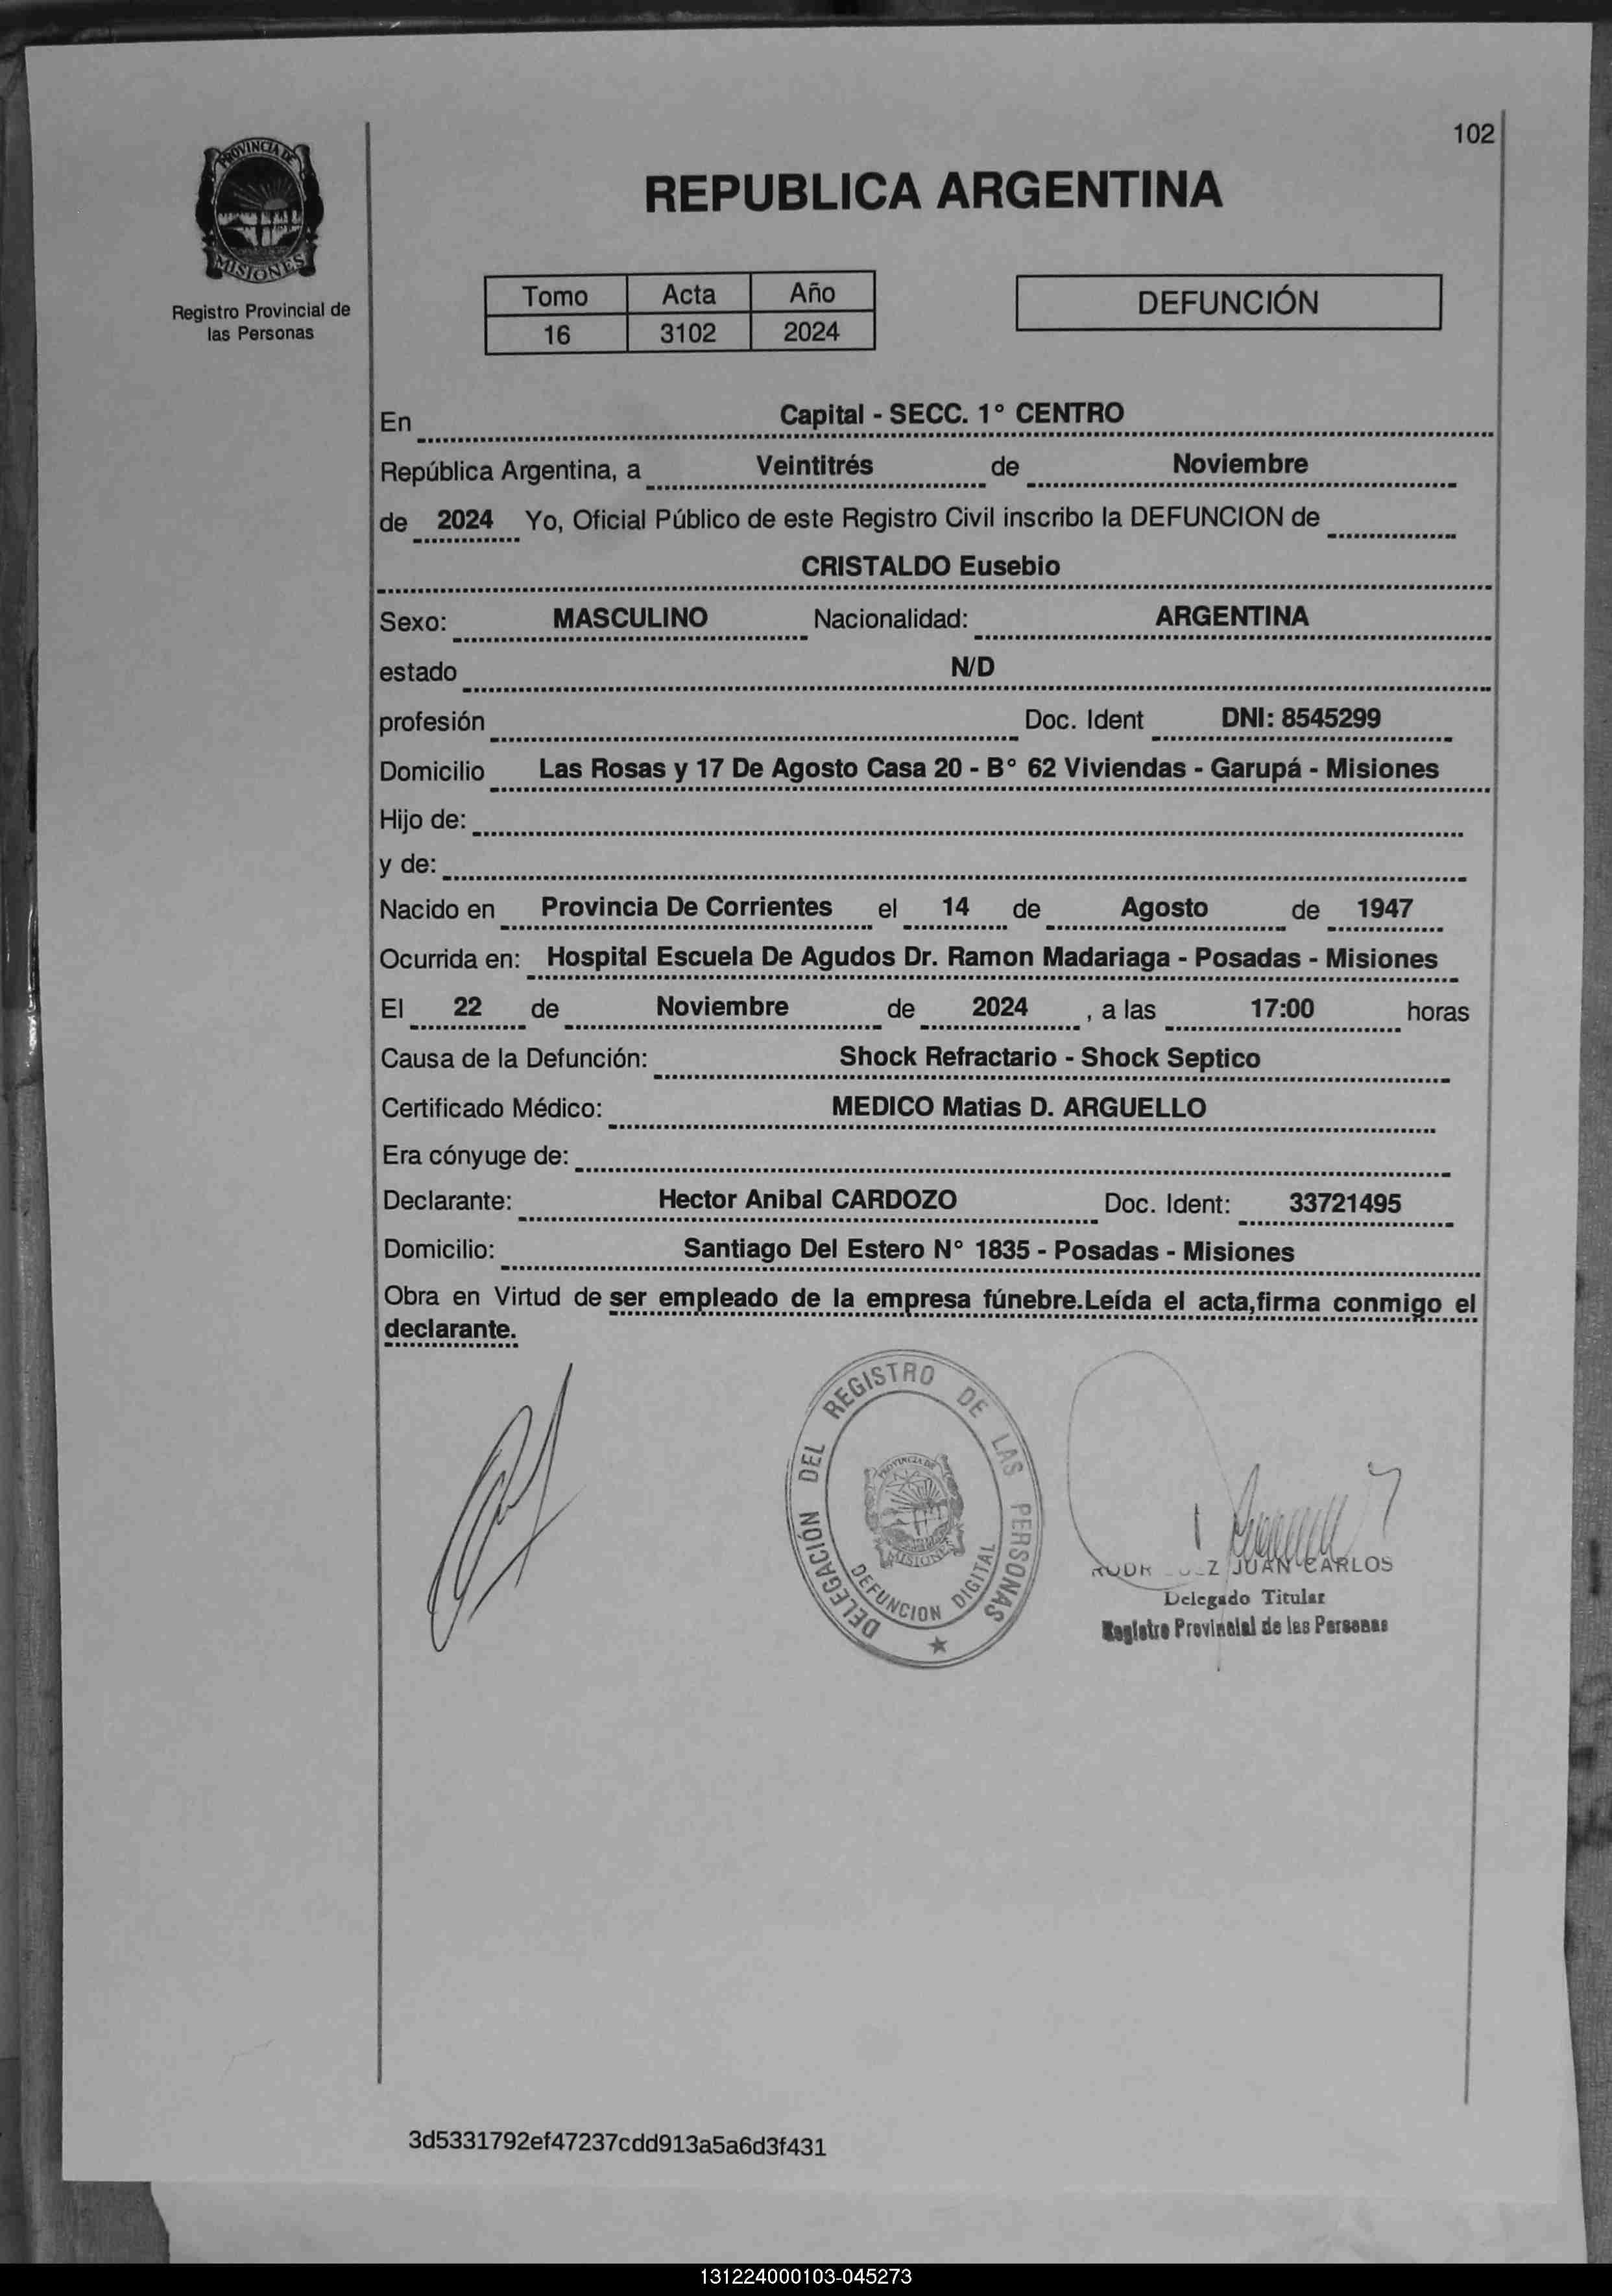 102
PROVINCIA DE
MISIONES
Registro Provincial de
las Personas
REPUBLICA ARGENTINA
Tomo Acta Año
16 3102 2024
DEFUNCIÓN
En Capital - SECC. 1° CENTRO
República Argentina, a Veintitrés de Noviembre
de 2024 Yo, Oficial Público de este Registro Civil inscribo la DEFUNCION de
CRISTALDO Eusebio
Sexo: MASCULINO Nacionalidad: ARGENTINA
estado N/D
profesión Doc. Ident DNI: 8545299
Domicilio Las Rosas y 17 De Agosto Casa 20 - B° 62 Viviendas - Garupá - Misiones
Hijo de:
y de:
Nacido en Provincia De Corrientes el 14 de Agosto de 1947
Ocurrida en: Hospital Escuela De Agudos Dr. Ramon Madariaga - Posadas - Misiones
El 22 de Noviembre de 2024 , a las 17:00 horas
Causa de la Defunción: Shock Refractario - Shock Septico
Certificado Médico: MEDICO Matias D. ARGUELLO
Era cónyuge de:
Declarante: Hector Anibal CARDOZO Doc. Ident: 33721495
Domicilio: Santiago Del Estero N° 1835 - Posadas - Misiones
Obra en Virtud de ser empleado de la empresa fúnebre.Leída el acta,firma conmigo el
declarante.
DELEGACIÓN DEL REGISTRO DE LAS PERSONAS
PROVINCIA DE
MISIONES
DEFUNCION DIGITAL
JUAN CARLOS
Delegado Titular
Registro Provincial de las Personas
3d5331792ef47237cdd913a5a6d3f431
131224000103-045273